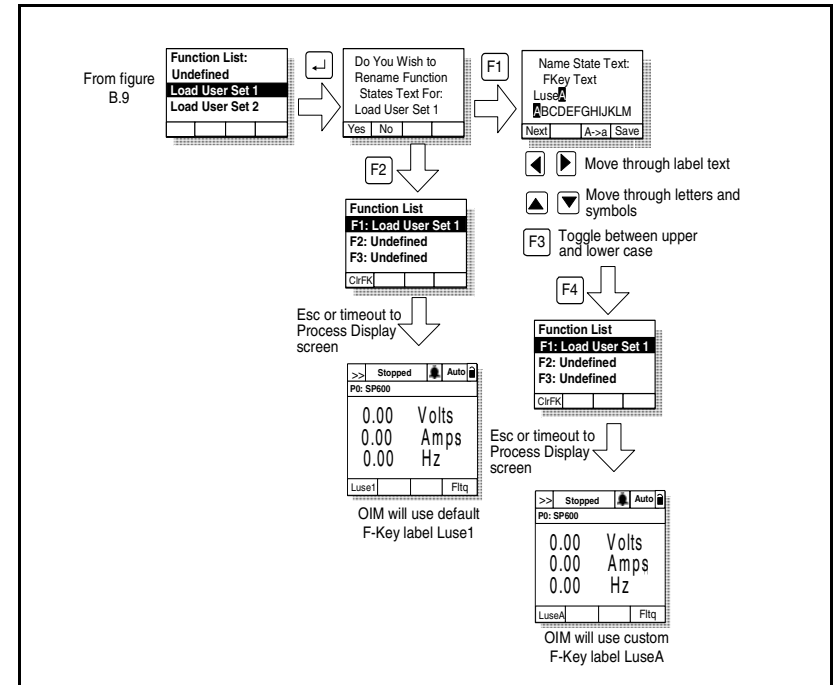 From figure
B.9
Function List:
Undefined
Load User Set 1
Load User Set 2
Do You Wish to
Rename Function
States Text For:
Load User Set 1
Yes No
F1
Name State Text:
FKey Text
LuseA
ABCDEFGHIJKLM
Next A->a Save
Move through label text
Move through letters and
symbols
F3 Toggle between upper
and lower case
F2
Function List
F1: Load User Set 1
F2: Undefined
F3: Undefined
ClrFK
Esc or timeout to
Process Display
screen
>> Stopped Auto
P0: SP600
0.00 Volts
0.00 Amps
0.00 Hz
Luse1 Fltq
OIM will use default
F-Key label Luse1
F4
Function List
F1: Load User Set 1
F2: Undefined
F3: Undefined
ClrFK
Esc or timeout to
Process Display
screen
>> Stopped Auto
P0: SP600
0.00 Volts
0.00 Amps
0.00 Hz
LuseA Fltq
OIM will use custom
F-Key label LuseA